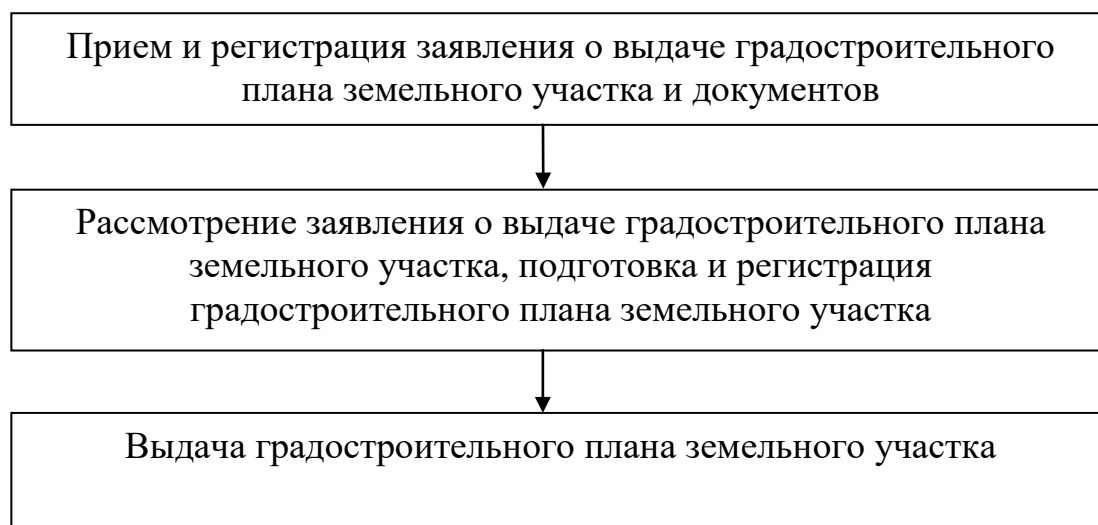 Прием и регистрация заявления о выдаче градостроительного
плана земельного участка и документов
Рассмотрение заявления о выдаче градостроительного плана
земельного участка, подготовка и регистрация
градостроительного плана земельного участка
Выдача градостроительного плана земельного участка